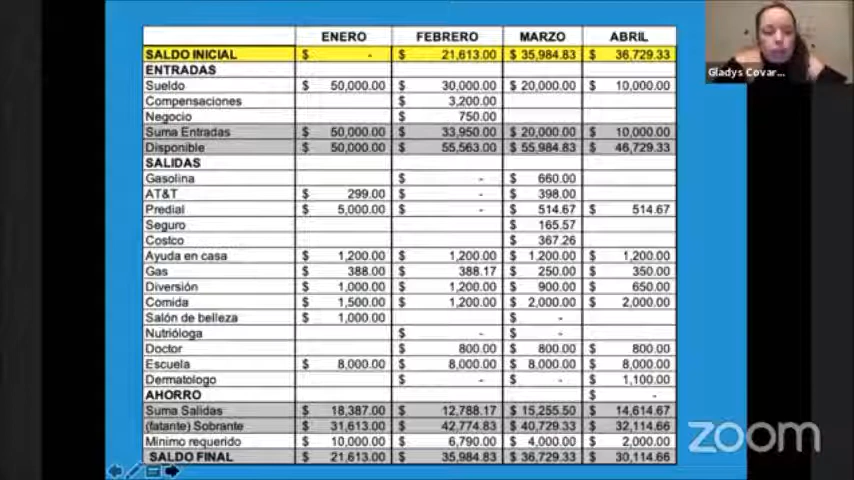 ENERO FEBRERO MARZO ABRIL
SALDO INICIAL $ - $ 21,613.00 $ 35,984.83 $ 36,729.33
ENTRADAS
Sueldo $ 50,000.00 $ 30,000.00 $ 20,000.00 $ 10,000.00
Compensaciones $ 3,200.00
Negocio $ 750.00
Suma Entradas $ 50,000.00 $ 33,950.00 $ 20,000.00 $ 10,000.00
Disponible $ 50,000.00 $ 55,563.00 $ 55,984.83 $ 46,729.33
SALIDAS
Gasolina $ - $ 660.00
AT&T $ 299.00 $ - $ 398.00
Predial $ 5,000.00 $ - $ 514.67 $ 514.67
Seguro $ 165.57
Costco $ 367.26
Ayuda en casa $ 1,200.00 $ 1,200.00 $ 1,200.00 $ 1,200.00
Gas $ 388.00 $ 388.17 $ 250.00 $ 350.00
Diversión $ 1,000.00 $ 1,200.00 $ 900.00 $ 650.00
Comida $ 1,500.00 $ 1,200.00 $ 2,000.00 $ 2,000.00
Salón de belleza $ 1,000.00 $ -
Nutrióloga $ - $ -
Doctor $ 800.00 $ 800.00 $ 800.00
Escuela $ 8,000.00 $ 8,000.00 $ 8,000.00 $ 8,000.00
Dermatologo $ - $ - $ 1,100.00
AHORRO $ -
Suma Salidas $ 18,387.00 $ 12,788.17 $ 15,255.50 $ 14,614.67
(fatante) Sobrante $ 31,613.00 $ 42,774.83 $ 40,729.33 $ 32,114.66
Minimo requerido $ 10,000.00 $ 6,790.00 $ 4,000.00 $ 2,000.00
SALDO FINAL $ 21,613.00 $ 35,984.83 $ 36,729.33 $ 30,114.66
Gladys Covar...
zoom